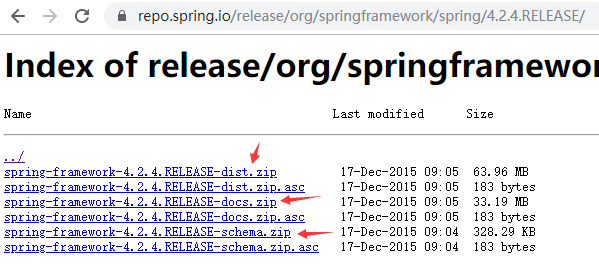 repo.spring.io/release/org/springframework/spring/4.2.4.RELEASE/
Index of release/org/springframewor
Name Last modified Size
../
spring-framework-4.2.4.RELEASE-dist.zip 17-Dec-2015 09:05 63.96 MB
spring-framework-4.2.4.RELEASE-dist.zip.asc 17-Dec-2015 09:05 183 bytes
spring-framework-4.2.4.RELEASE-docs.zip 17-Dec-2015 09:05 33.19 MB
spring-framework-4.2.4.RELEASE-docs.zip.asc 17-Dec-2015 09:05 183 bytes
spring-framework-4.2.4.RELEASE-schema.zip 17-Dec-2015 09:04 328.29 KB
spring-framework-4.2.4.RELEASE-schema.zip.asc 17-Dec-2015 09:04 183 bytes